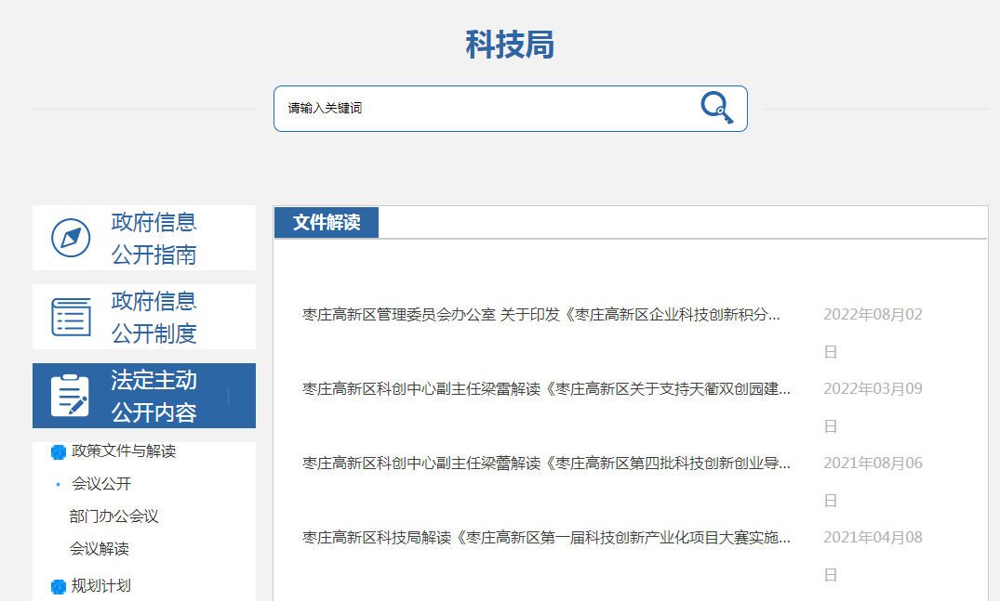 科技局
请输入关键词
政府信息
公开指南
政府信息
公开制度
法定主动
公开内容
政策文件与解读
会议公开
部门办公会议
会议解读
规划计划
文件解读
枣庄高新区管理委员会办公室 关于印发《枣庄高新区企业科技创新积分... 2022年08月02
日
枣庄高新区科创中心副主任梁雷解读《枣庄高新区关于支持天衢双创园建... 2022年03月09
日
枣庄高新区科创中心副主任梁蕾解读《枣庄高新区第四批科技创新创业导... 2021年08月06
日
枣庄高新区科技局解读《枣庄高新区第一届科技创新产业化项目大赛实施... 2021年04月08
日